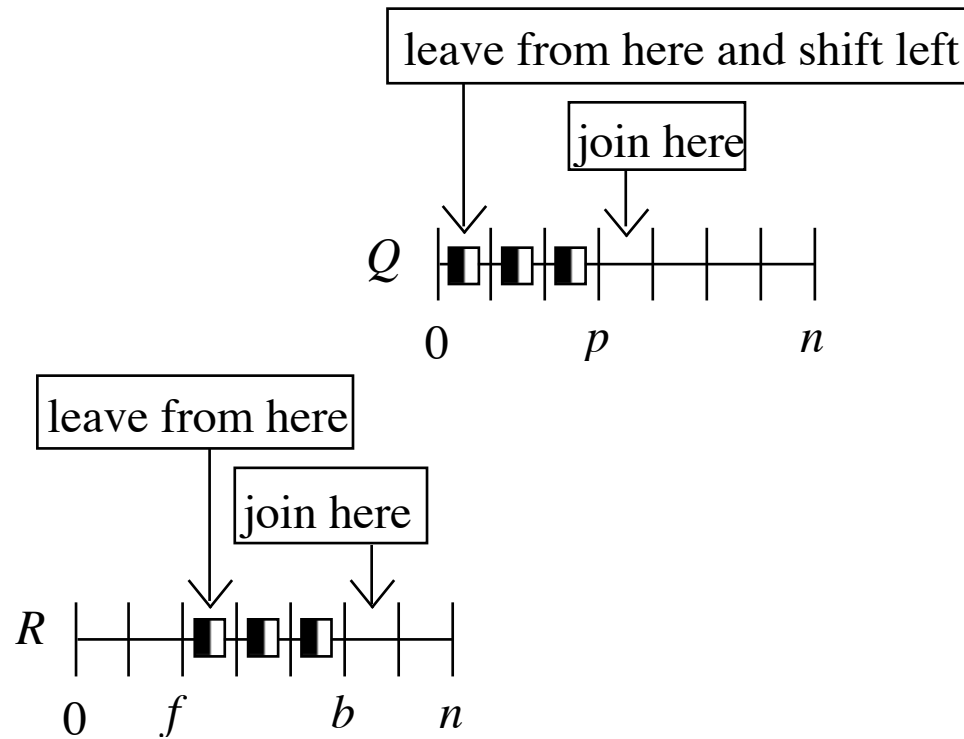 leave from here and shift left
join here
Q
0 p n
leave from here
join here
R
0 f b n